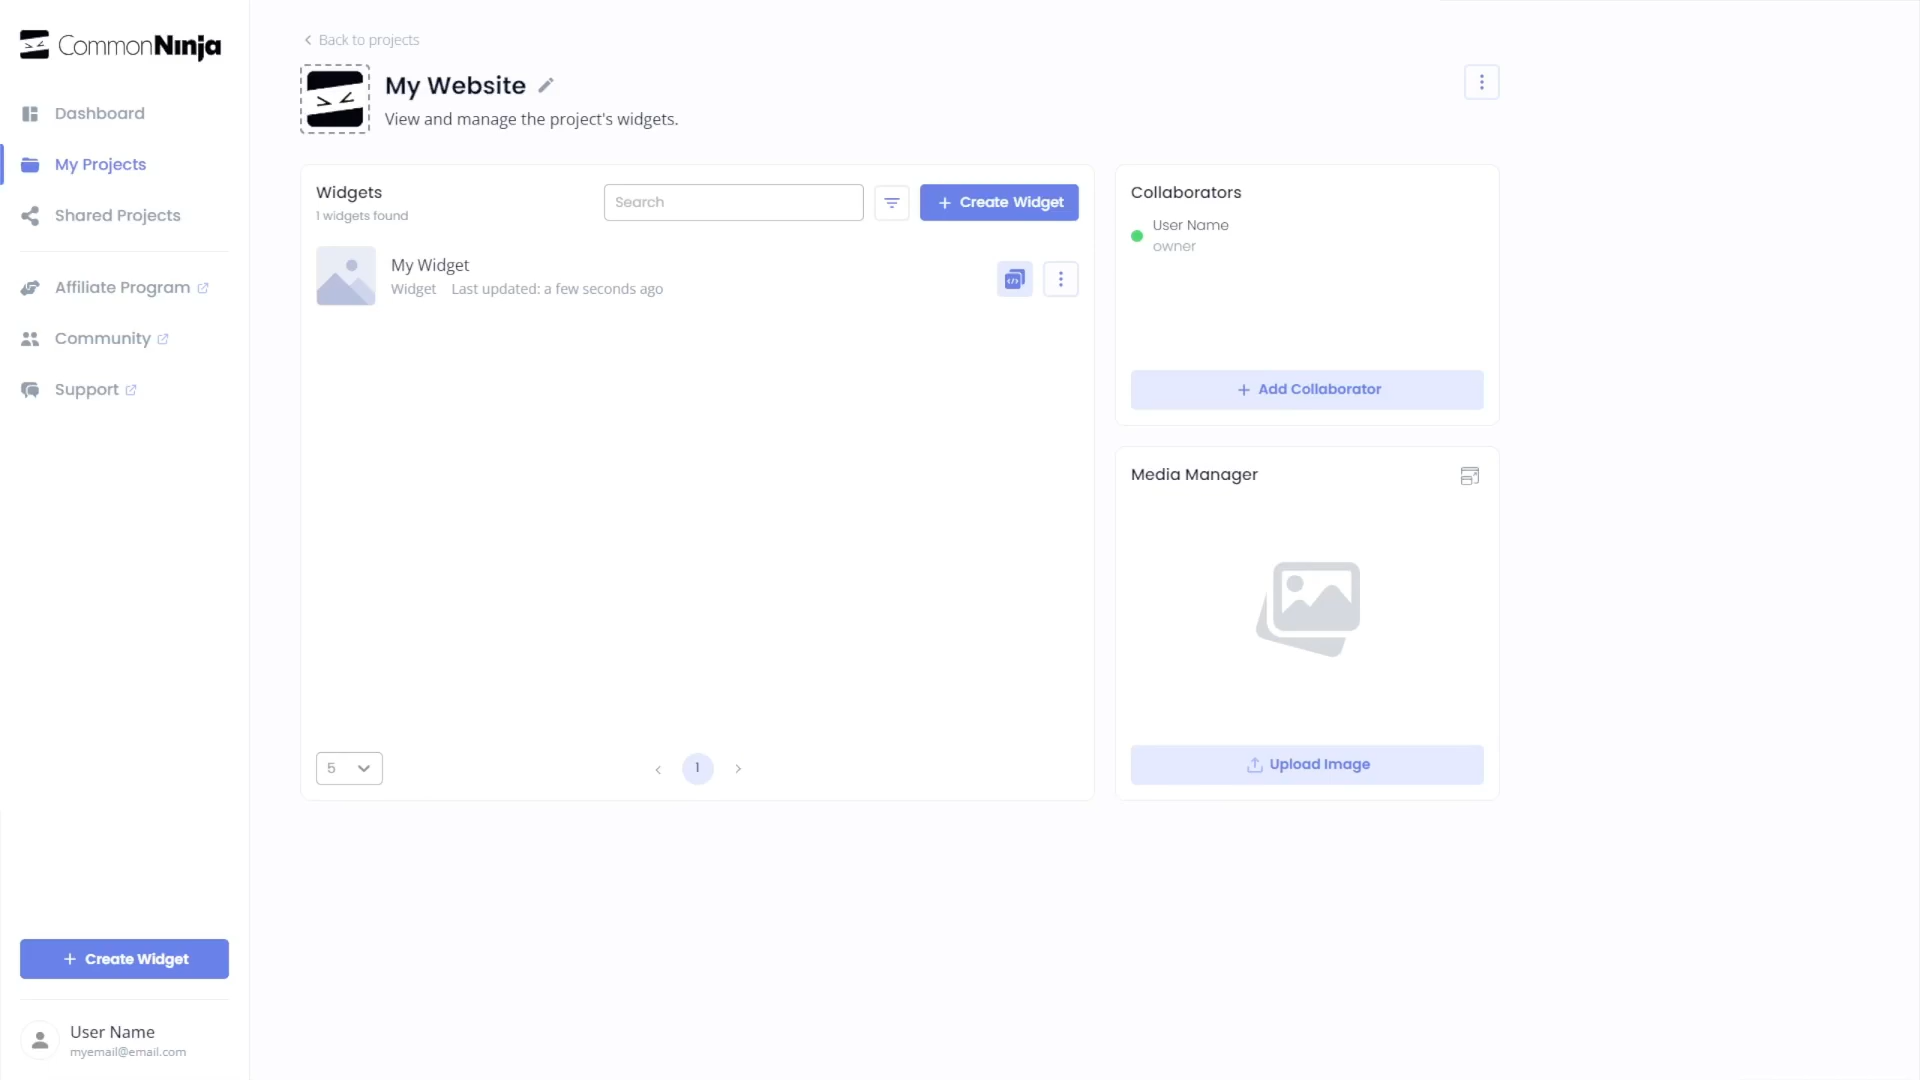 CommonNinja
Dashboard
My Projects
Shared Projects
Affiliate Program
Community
Support
Create Widget
User Name
myemail@email.com
Back to projects
My Website
View and manage the project's widgets.
Widgets
1 widgets found
Search
Create Widget
My Widget
Widget Last updated: a few seconds ago
5
1
Collaborators
User Name
owner
Add Collaborator
Media Manager
Upload Image